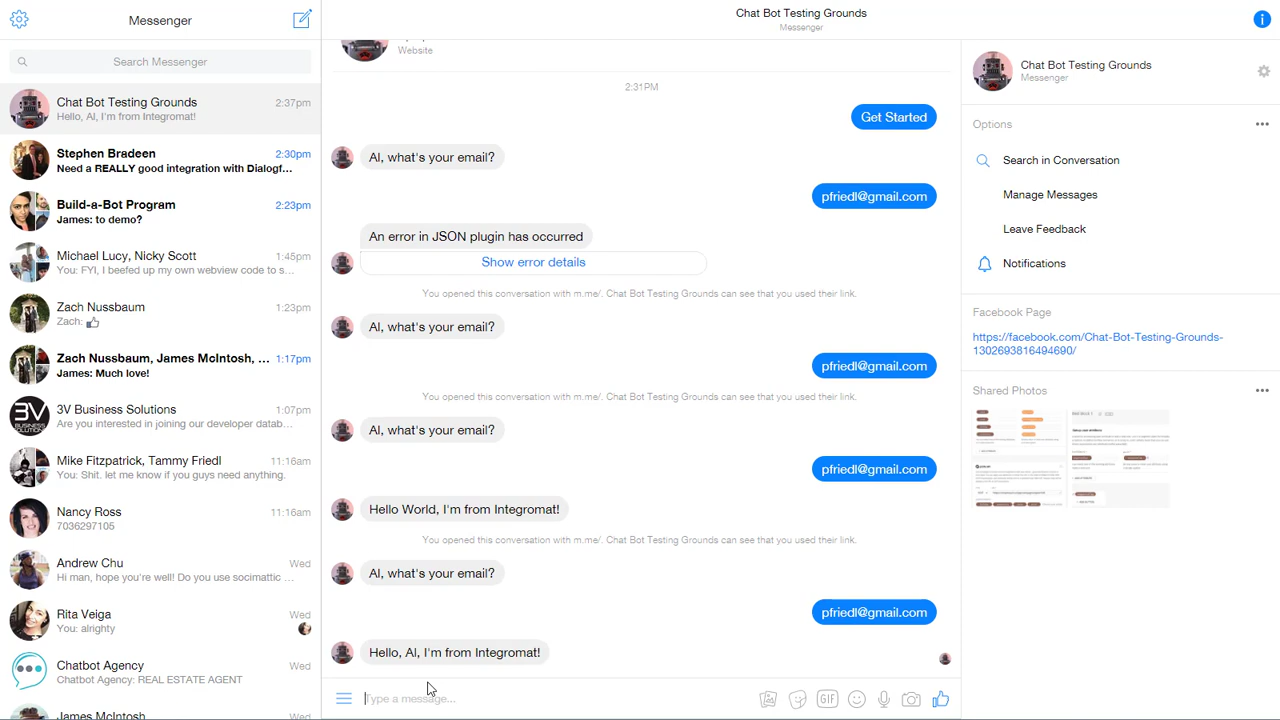 Messenger
Search Messenger
Chat Bot Testing Grounds
2:37pm
Hello, Al, I'm from Integromat!
Stephen Bradeen
2:30pm
Need a REALLY good integration with Dialogf...
Build-a-Bot Program
2:23pm
James: to demo?
Michael Lucy, Nicky Scott
1:45pm
You: FYI, I beefed up my own webview code to s...
Zach Nussbaum
1:23pm
Zach:
Zach Nussbaum, James McIntosh, ...
1:17pm
James: Much love!
3V Business Solutions
1:07pm
Are you interested in joining our developer datab...
Mike Fitzpatrick, Tammy Friedl
11:16am
You: Shit, let me know if you guys need anything...
Nancy Ross
1:11am
7036297105
Andrew Chu
Wed
Hi man, hope you're well! Do you use socimattic ...
Rita Veiga
Wed
You: alrighty
Chatbot Agency
Wed
Chatbot Agency: REAL ESTATE AGENT
James McIntosh
Wed
Chat Bot Testing Grounds
Messenger
Website
2:31PM
Get Started
Al, what's your email?
pfriedl@gmail.com
An error in JSON plugin has occurred
Show error details
You opened this conversation with m.me/. Chat Bot Testing Grounds can see that you used their link.
Al, what's your email?
pfriedl@gmail.com
You opened this conversation with m.me/. Chat Bot Testing Grounds can see that you used their link.
Al, what's your email?
pfriedl@gmail.com
Hello World, I'm from Integromat!
You opened this conversation with m.me/. Chat Bot Testing Grounds can see that you used their link.
Al, what's your email?
pfriedl@gmail.com
Hello, Al, I'm from Integromat!
Type a message...
GIF
Chat Bot Testing Grounds
Messenger
Options
Search in Conversation
Manage Messages
Leave Feedback
Notifications
Facebook Page
https://facebook.com/Chat-Bot-Testing-Grounds-
1302693816494690/
Shared Photos